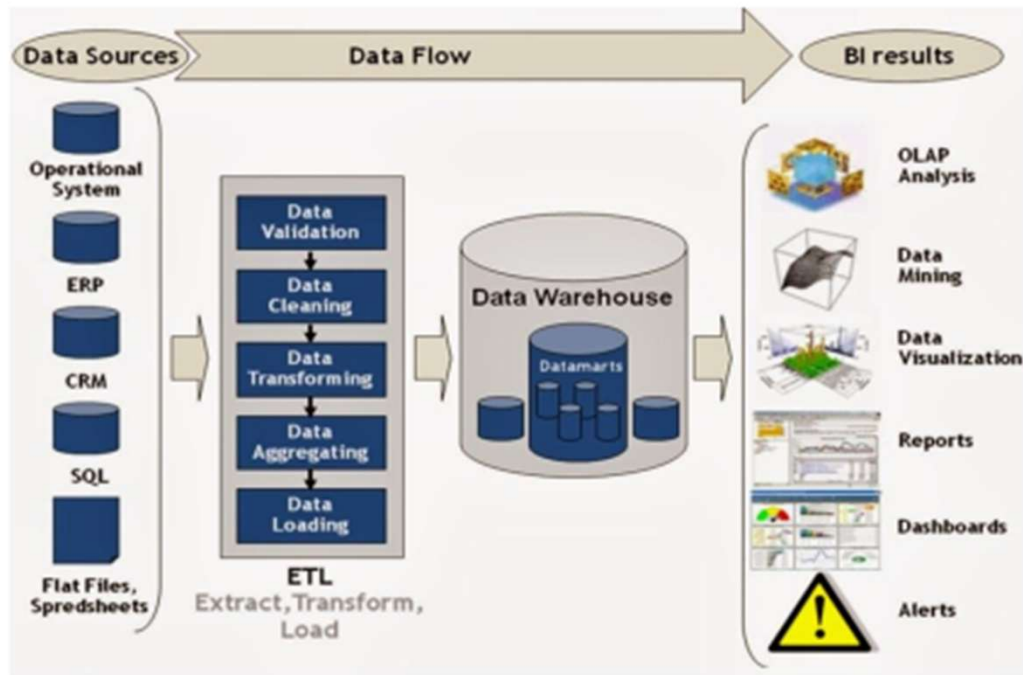 Data Sources
Data Flow
BI results
Operational
System
ERP
CRM
SQL
Flat Files,
Spredsheets
Data
Validation
Data
Cleaning
Data
Transforming
Data
Aggregating
Data
Loading
ETL
Extract, Transform,
Load
Data Warehouse
Datamarts
OLAP
Analysis
Data
Mining
Data
Visualization
Reports
Dashboards
Alerts